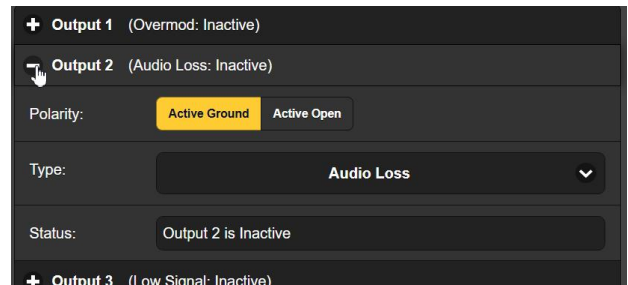 Output 1 (Overmod: Inactive)
Output 2 (Audio Loss: Inactive)
Polarity: Active Ground Active Open
Type: Audio Loss
Status: Output 2 is Inactive
Output 3 (Low Signal: Inactive)